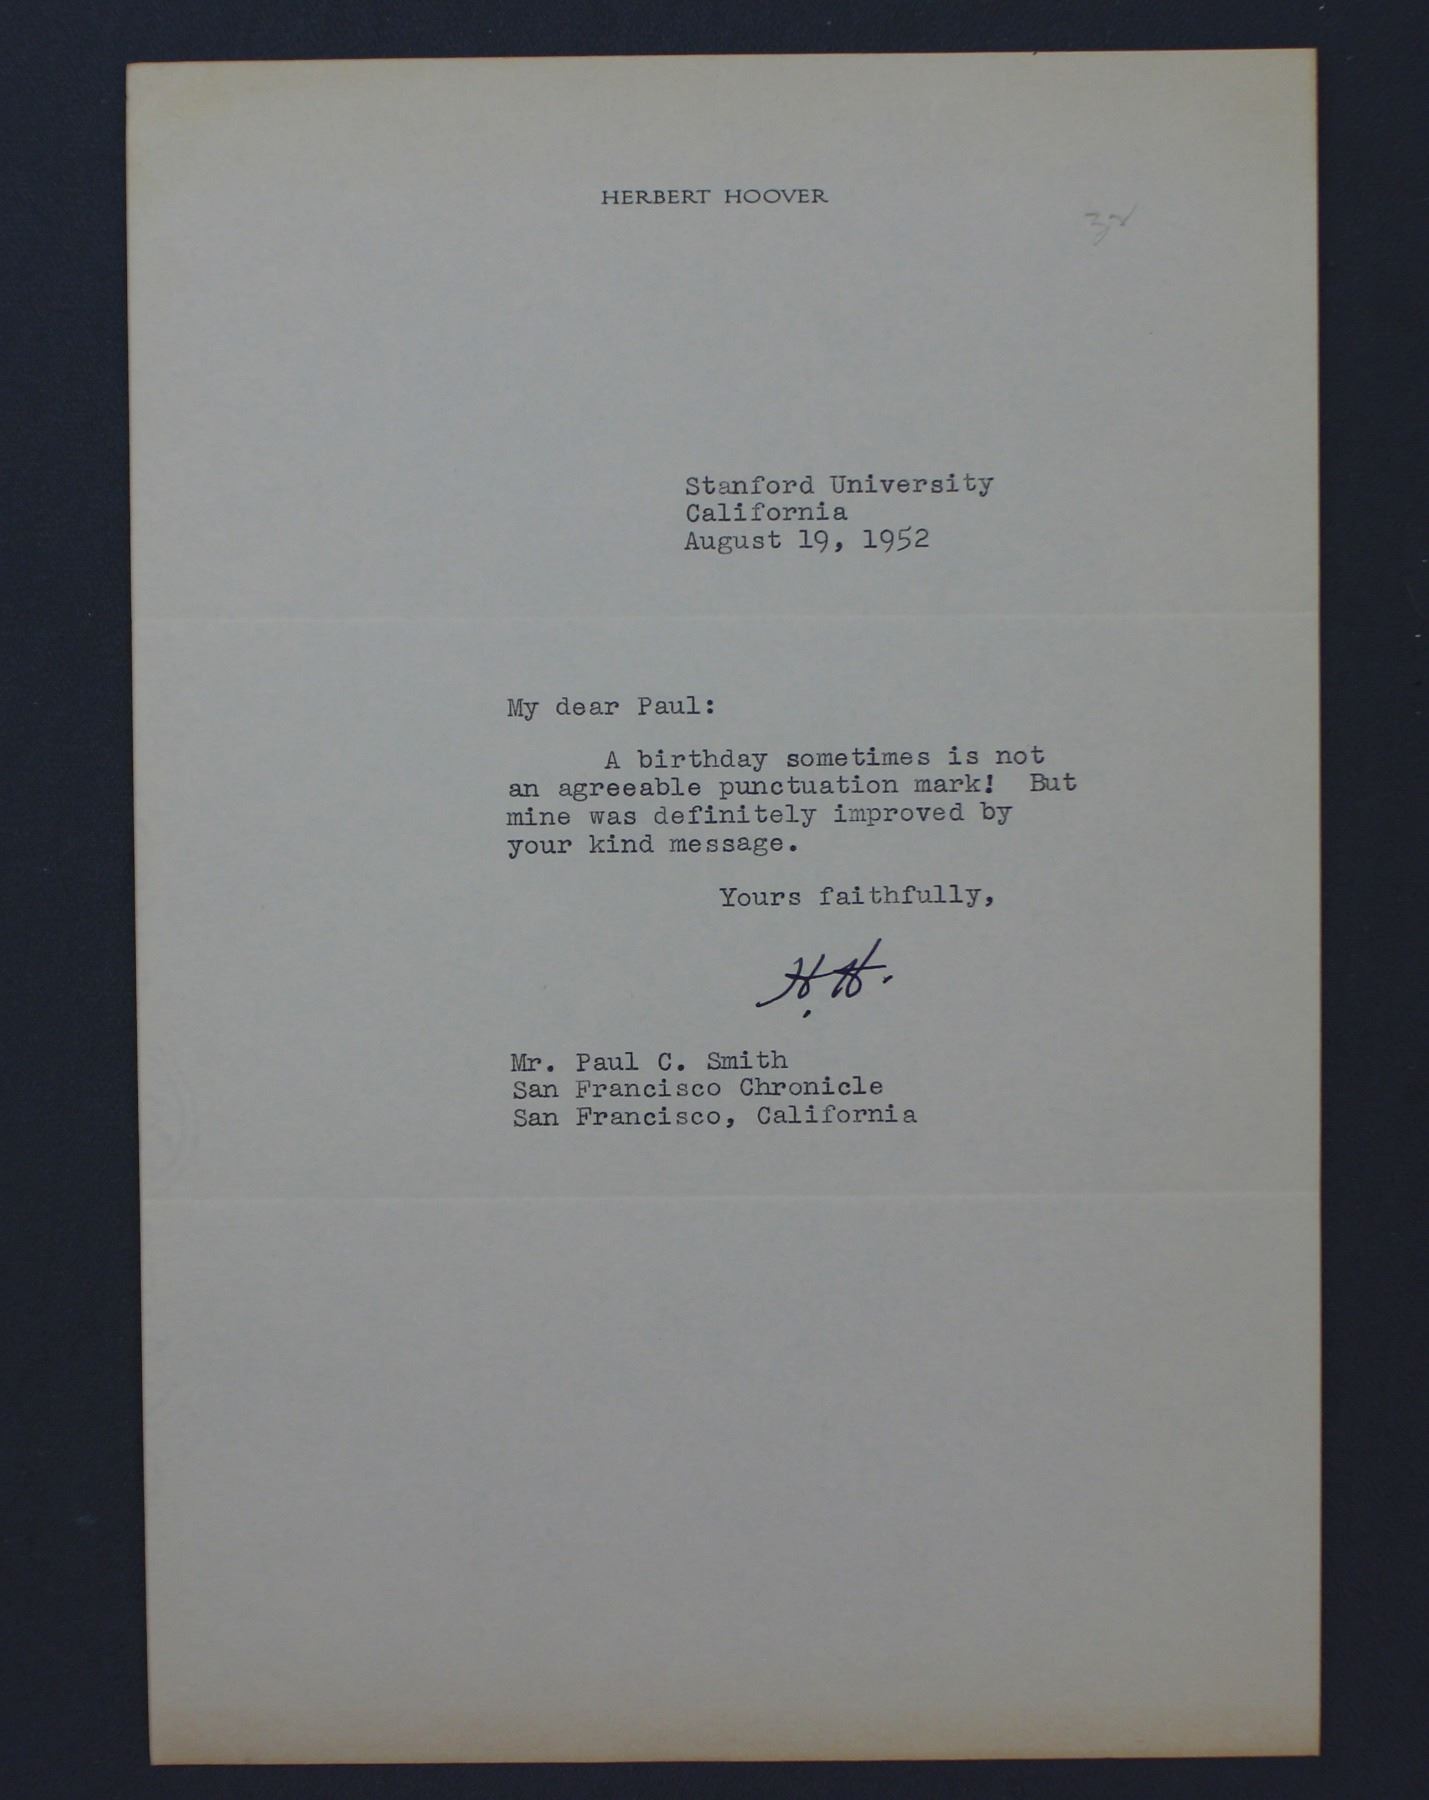 HERBERT HOOVER
Stanford University
California
August 19, 1952
My dear Paul:
A birthday sometimes is not
an agreeable punctuation mark! But
mine was definitely improved by
your kind message.
Yours faithfully,
H.H.
Mr. Paul C. Smith
San Francisco Chronicle
San Francisco, California